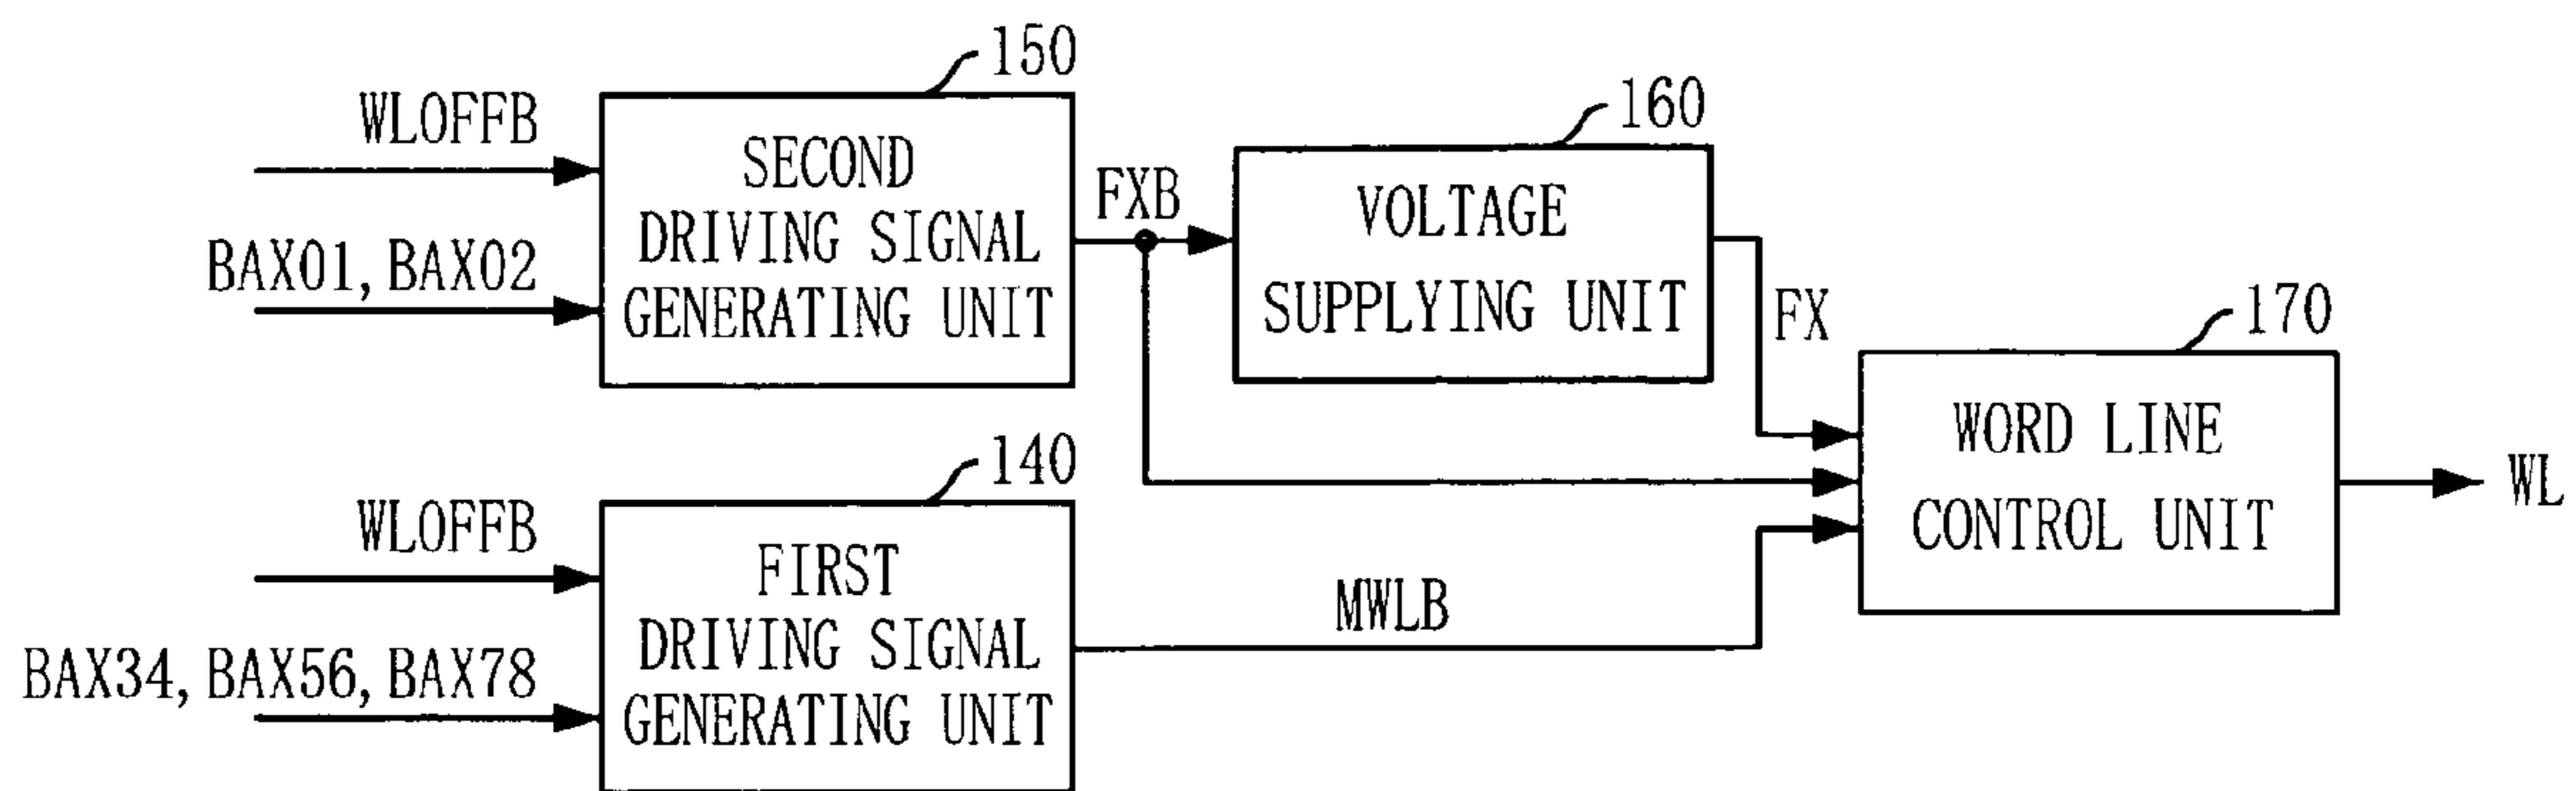 150
WLOFFB
SECOND
DRIVING SIGNAL
GENERATING UNIT
BAX01, BAX02
FXB
160
VOLTAGE
SUPPLYING UNIT
FX
170
WORD LINE
CONTROL UNIT
WL
140
WLOFFB
FIRST
DRIVING SIGNAL
GENERATING UNIT
BAX34, BAX56, BAX78
MWLB